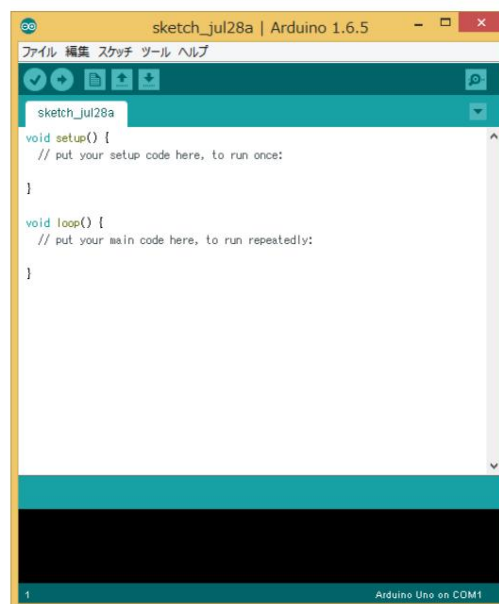 sketch_jul28a | Arduino 1.6.5
ファイル 編集 スケッチ ツール ヘルプ
sketch_jul28a
void setup() {
  // put your setup code here, to run once:
}
void loop() {
  // put your main code here, to run repeatedly:
}
1 Arduino Uno on COM1